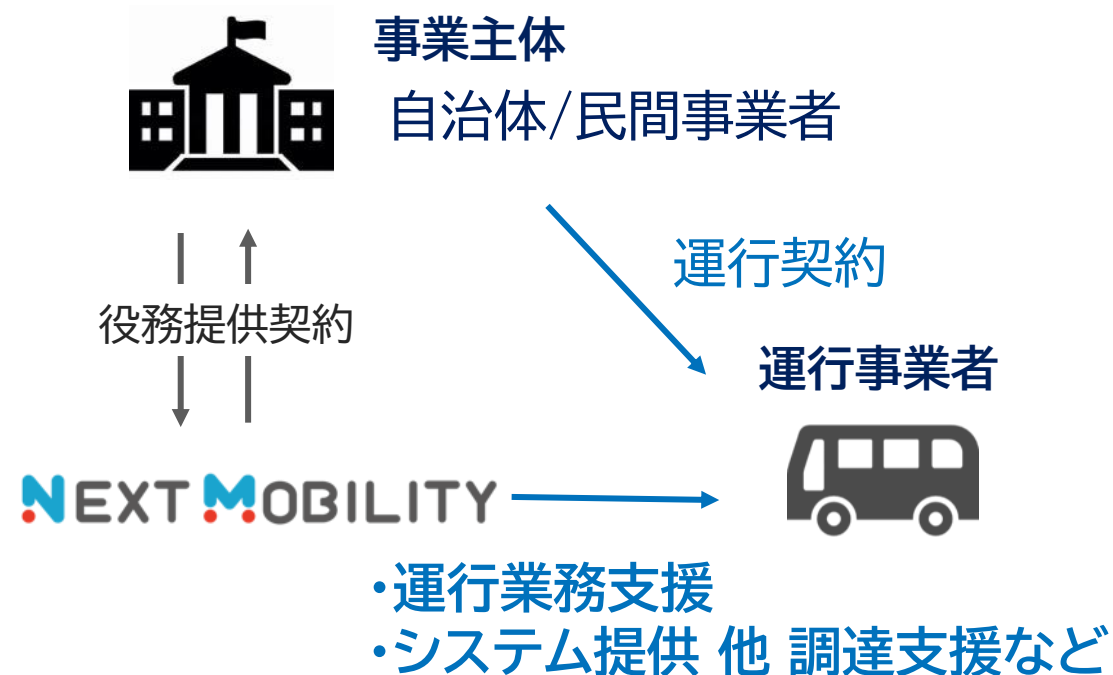 事業主体
自治体/民間事業者
運行契約
役務提供契約
運行事業者
NEXT MOBILITY
・運行業務支援
・システム提供 他 調達支援など